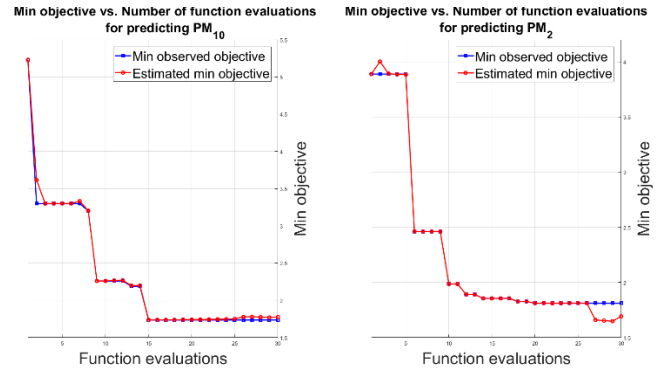 Min objective vs. Number of function evaluations
for predicting PM10
Min observed objective
Estimated min objective
5.5
5
4.5
4
3.5
3
2.5
2
1.5
Min objective
5
10
15
20
25
30
Function evaluations
Min objective vs. Number of function evaluations
for predicting PM2
Min observed objective
Estimated min objective
4
3.5
3
2.5
2
1.5
Min objective
5
10
15
20
25
30
Function evaluations